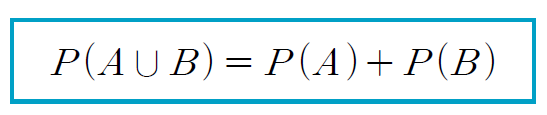 P(A ∪ B) = P(A) + P(B)